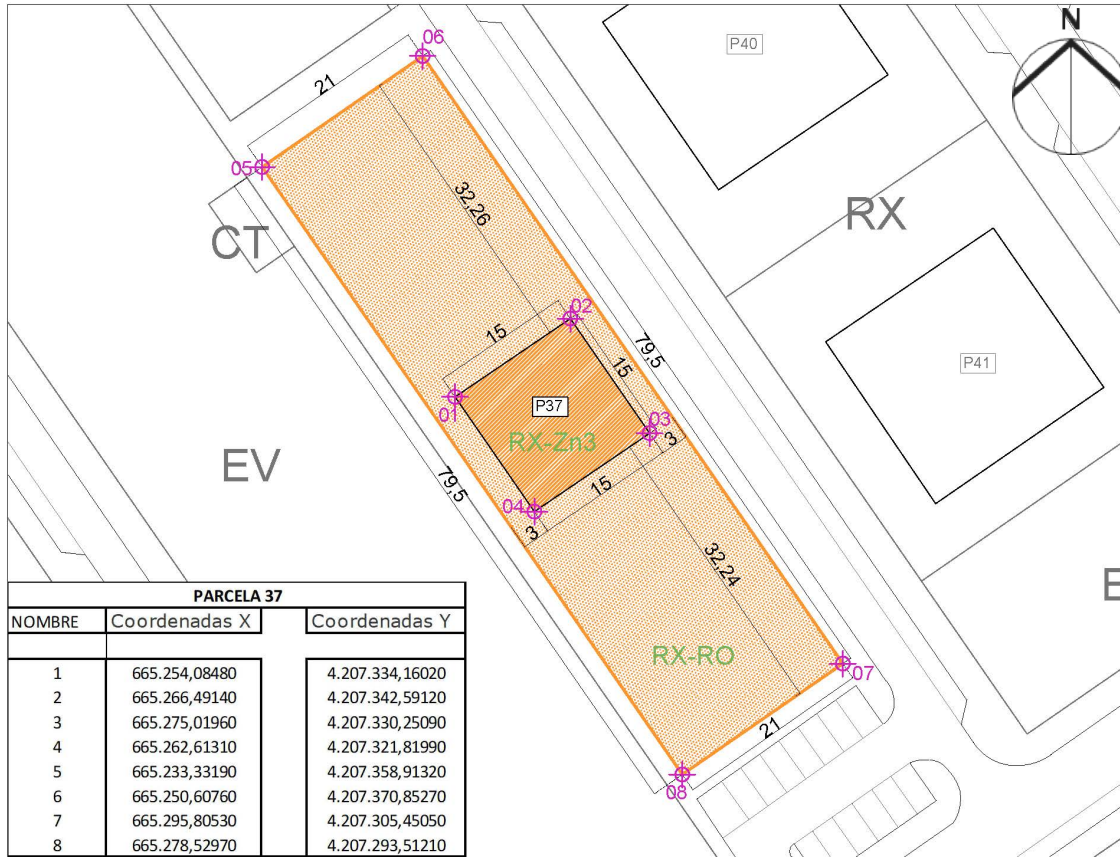 06
P40
N
21
05
32,26
CT
RX
02
15
79,5
15
P41
01
P37
03
RX-Zn3
3
EV
79,5
15
04
3
32,24
E
RX-RO
07
21
08
PARCELA 37
NOMBRE Coordenadas X Coordenadas Y
1 665.254,08480 4.207.334,16020
2 665.266,49140 4.207.342,59120
3 665.275,01960 4.207.330,25090
4 665.262,61310 4.207.321,81990
5 665.233,33190 4.207.358,91320
6 665.250,60760 4.207.370,85270
7 665.295,80530 4.207.305,45050
8 665.278,52970 4.207.293,51210